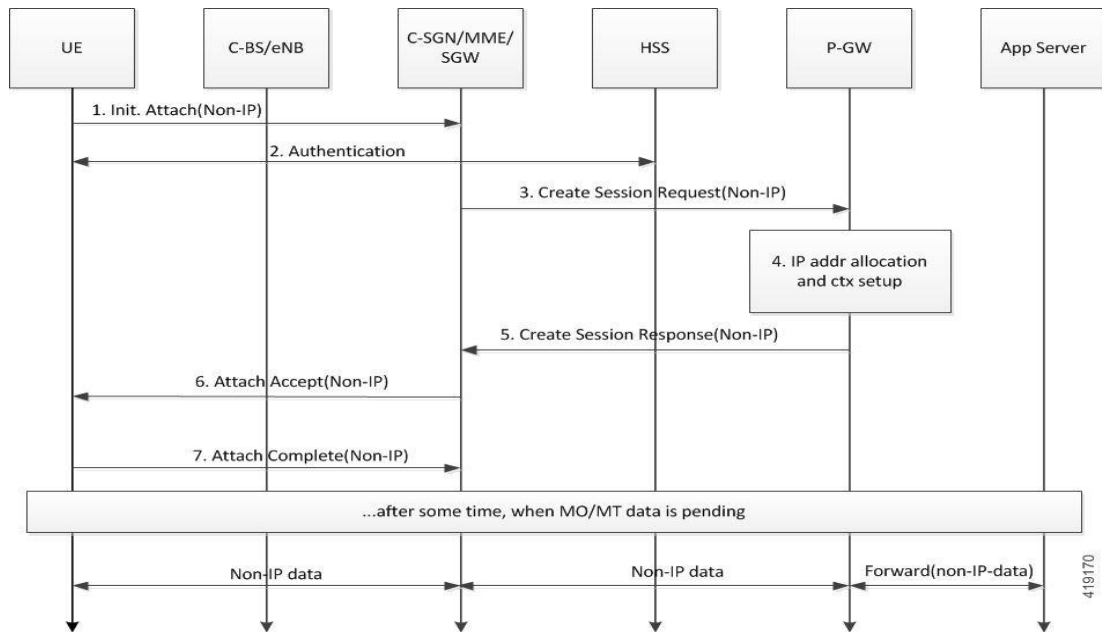 UE
C-BS/eNB
C-SGN/MME/
SGW
HSS
P-GW
App Server
1. Init. Attach(Non-IP)
2. Authentication
3. Create Session Request(Non-IP)
4. IP addr allocation
and ctx setup
5. Create Session Response(Non-IP)
6. Attach Accept(Non-IP)
7. Attach Complete(Non-IP)
...after some time, when MO/MT data is pending
Non-IP data
Non-IP data
Forward(non-IP-data)
419170